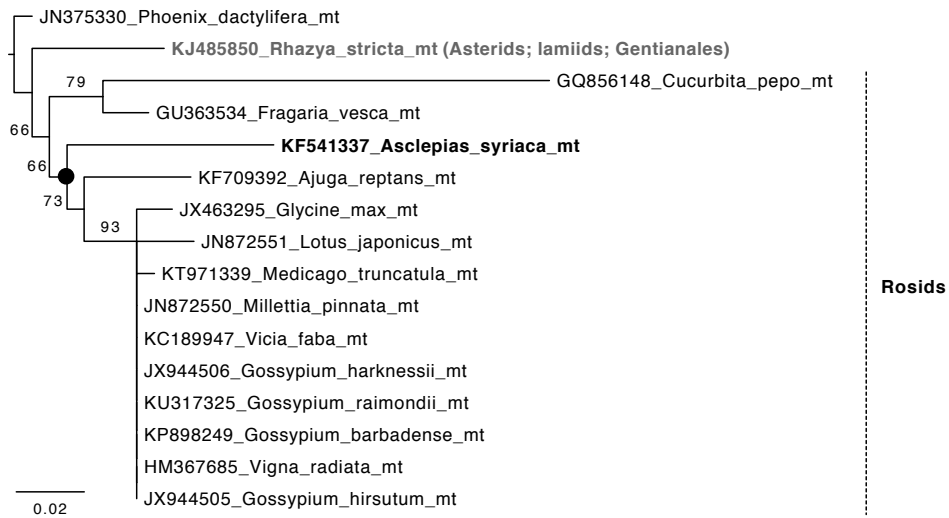 JN375330_Phoenix_dactylifera_mt
KJ485850_Rhazya_stricta_mt (Asterids; lamiids; Gentianales)
79
GQ856148_Cucurbita_pepo_mt
GU363534_Fragaria_vesca_mt
66
KF541337_Asclepias_syriaca_mt
66
KF709392_Ajuga_reptans_mt
73
JX463295_Glycine_max_mt
93
JN872551_Lotus_japonicus_mt
KT971339_Medicago_truncatula_mt
Rosids
JN872550_Millettia_pinnata_mt
KC189947_Vicia_faba_mt
JX944506_Gossypium_harknessii_mt
KU317325_Gossypium_raimondii_mt
KP898249_Gossypium_barbadense_mt
HM367685_Vigna_radiata_mt
JX944505_Gossypium_hirsutum_mt
0.02